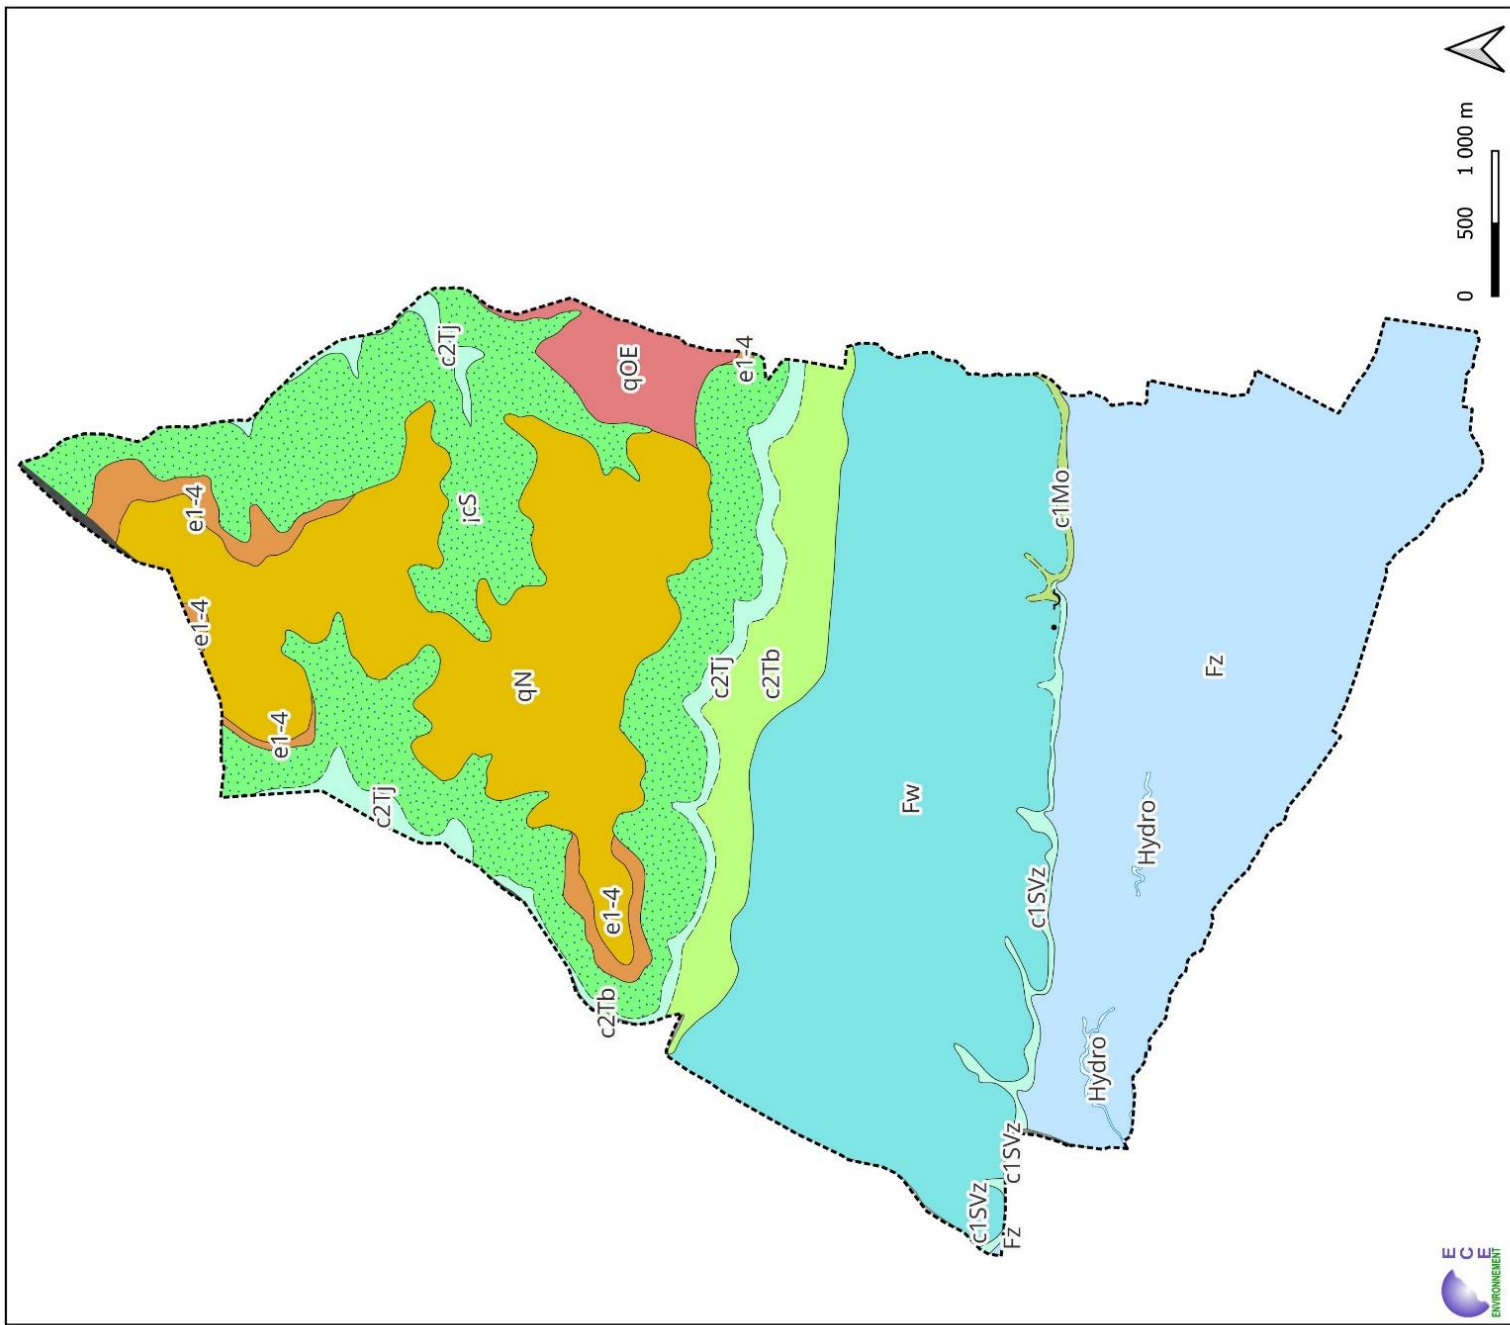 e1-4
e1-4
e1-4
c2Tj
c2Tj
jcS
qN
c2Tb
e1-4
qOE
c2Tj
e1-4
c2Tb
Fw
c1SVz
Fz
c1SVz
c1SVz
c1Mo
Hydro
Hydro
Fz
E
C
E
ENVIRONNEMENT
0 500 1 000 m